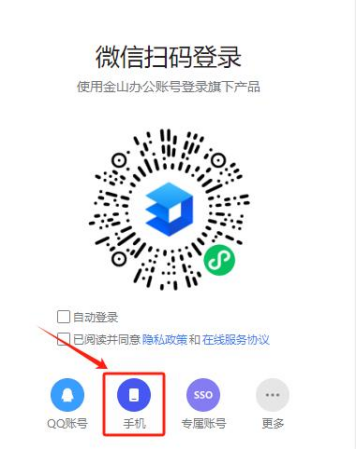 微信扫码登录
使用金山办公账号登录旗下产品
自动登录
已阅读并同意 隐私政策 和 在线服务协议
SSO
QQ账号 手机 专属账号 更多